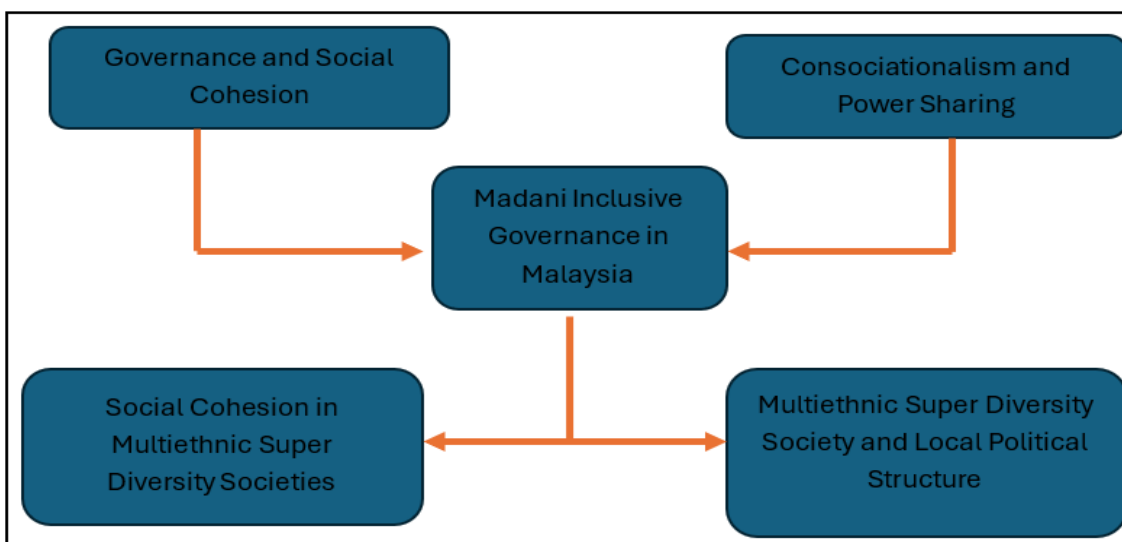 Governance and Social
Cohesion
Consociationalism and
Power Sharing
Madani Inclusive
Governance in
Malaysia
Social Cohesion in
Multiethnic Super
Diversity Societies
Multiethnic Super Diversity
Society and Local Political
Structure